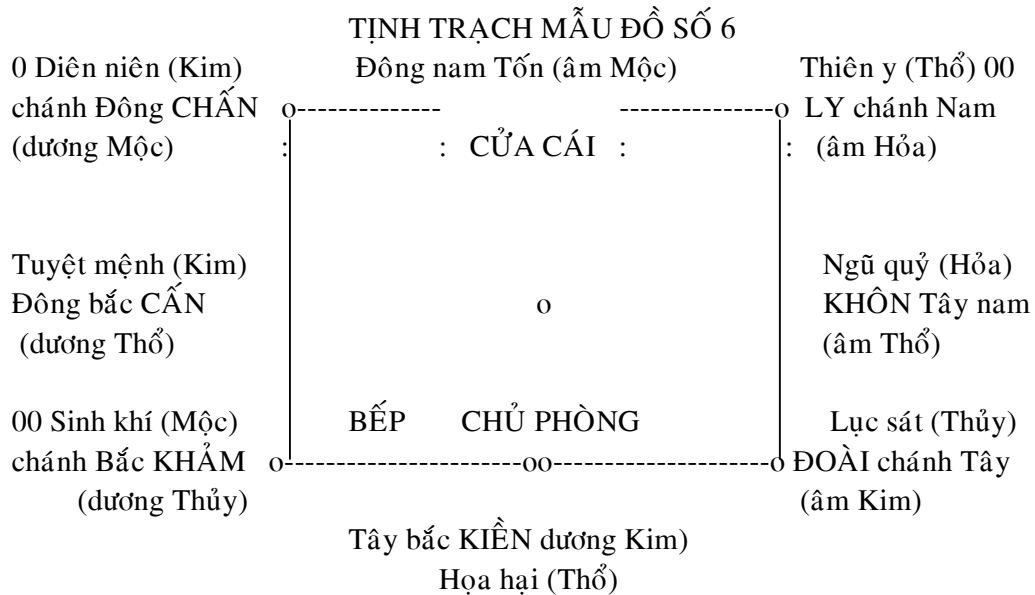 TỊNH TRẠCH MẪU ĐỒ SỐ 6
0 Diên niên (Kim) Đông nam Tốn (âm Mộc) Thiên y (Thổ) 00
chánh Đông CHẤN o-------------- ---------------o LY chánh Nam
(dương Mộc) : : CỬA CÁI : : (âm Hỏa)
Tuyệt mệnh (Kim) Ngũ quỷ (Hỏa)
Đông bắc CẤN o KHÔN Tây nam
(dương Thổ) (âm Thổ)
00 Sinh khí (Mộc) BẾP CHỦ PHÒNG Lục sát (Thủy)
chánh Bắc KHẢM o-----------------------oo---------------------o ĐOÀI chánh Tây
(dương Thủy) (âm Kim)
Tây bắc KIỀN dương Kim)
Họa hại (Thổ)